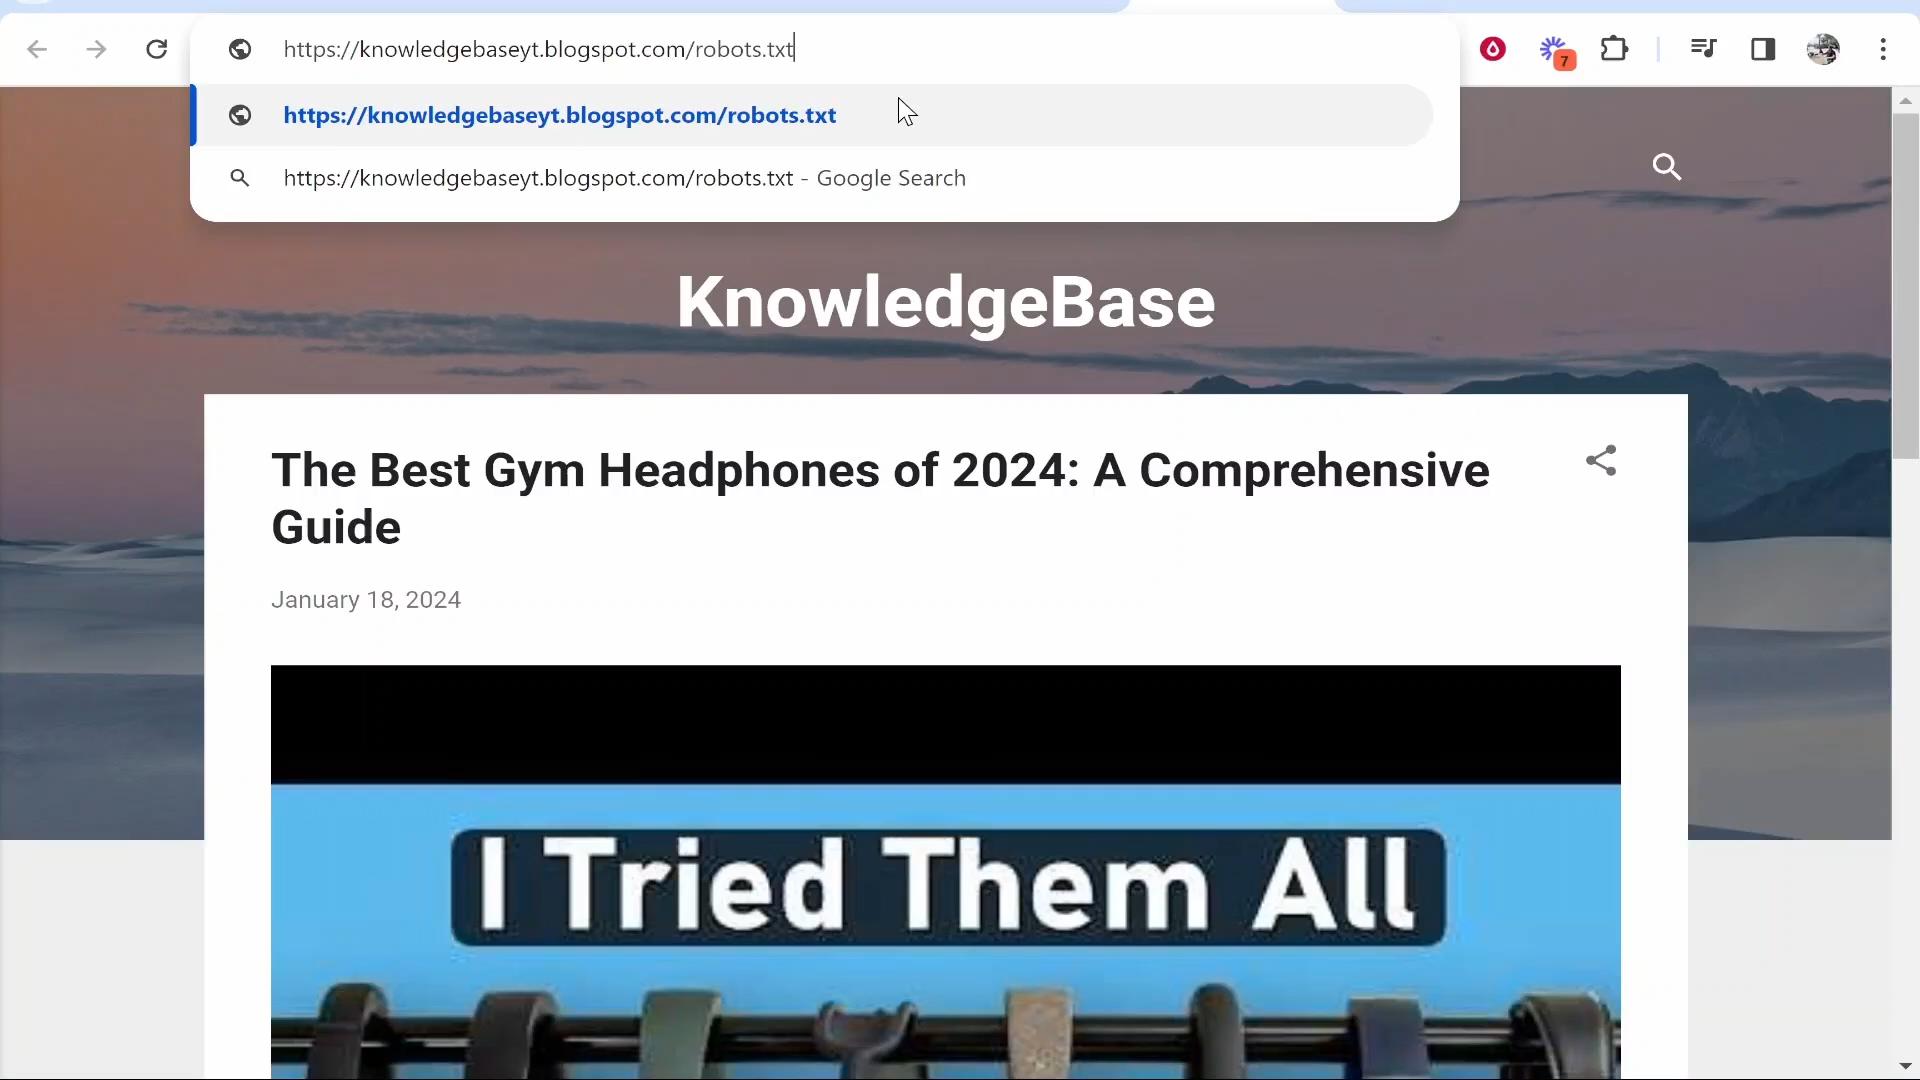 https://knowledgebaseyt.blogspot.com/robots.txt
7
https://knowledgebaseyt.blogspot.com/robots.txt
https://knowledgebaseyt.blogspot.com/robots.txt - Google Search
KnowledgeBase
The Best Gym Headphones of 2024: A Comprehensive
Guide
January 18, 2024
I Tried Them All